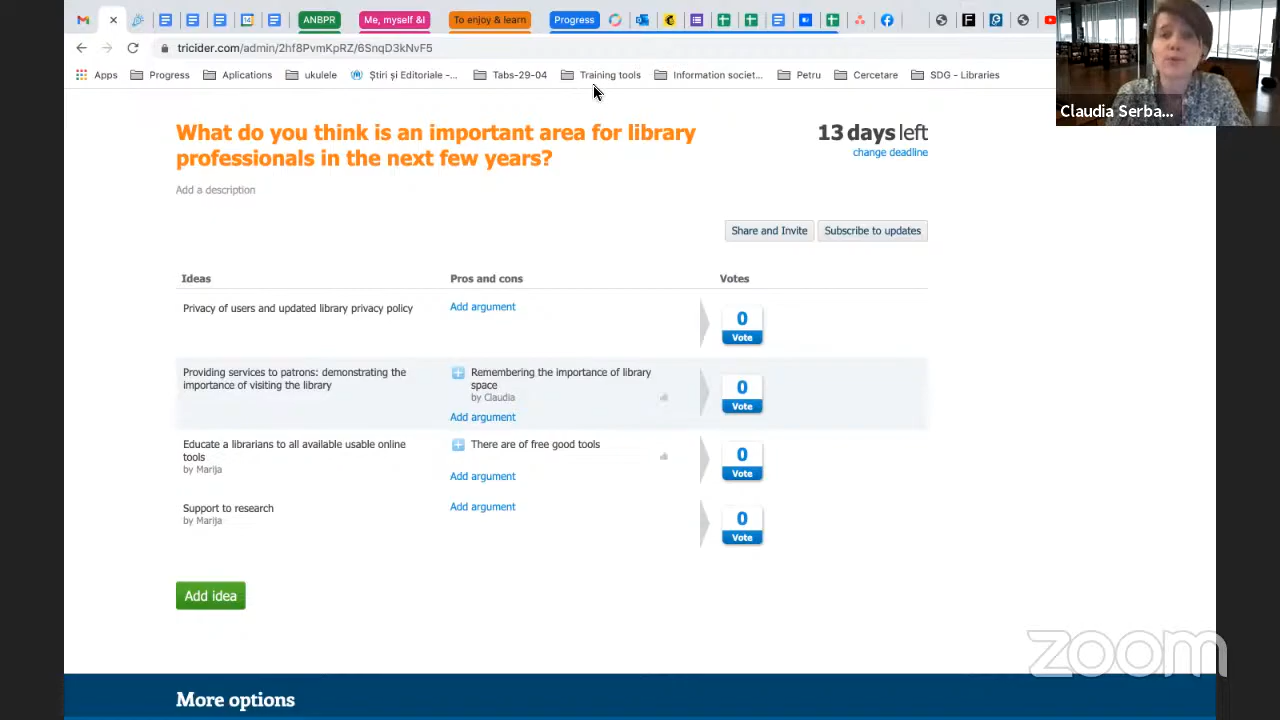 ANBPR
Me, myself &I
To enjoy & learn
Progress
tricider.com/admin/2hf8PvmKpRZ/6SnqD3kNvF5
Apps
Progress
Aplications
ukulele
Știri și Editoriale -...
Tabs-29-04
Training tools
Information societ...
Petru
Cercetare
SDG - Libraries
Claudia Serba...
What do you think is an important area for library
professionals in the next few years?
13 days left
change deadline
Add a description
Share and Invite
Subscribe to updates
Ideas
Pros and cons
Votes
Privacy of users and updated library privacy policy
Add argument
0
Vote
Providing services to patrons: demonstrating the
importance of visiting the library
Remembering the importance of library
space
by Claudia
Add argument
0
Vote
Educate a librarians to all available usable online
tools
by Marija
There are of free good tools
Add argument
0
Vote
Support to research
by Marija
Add argument
0
Vote
Add idea
zoom
More options